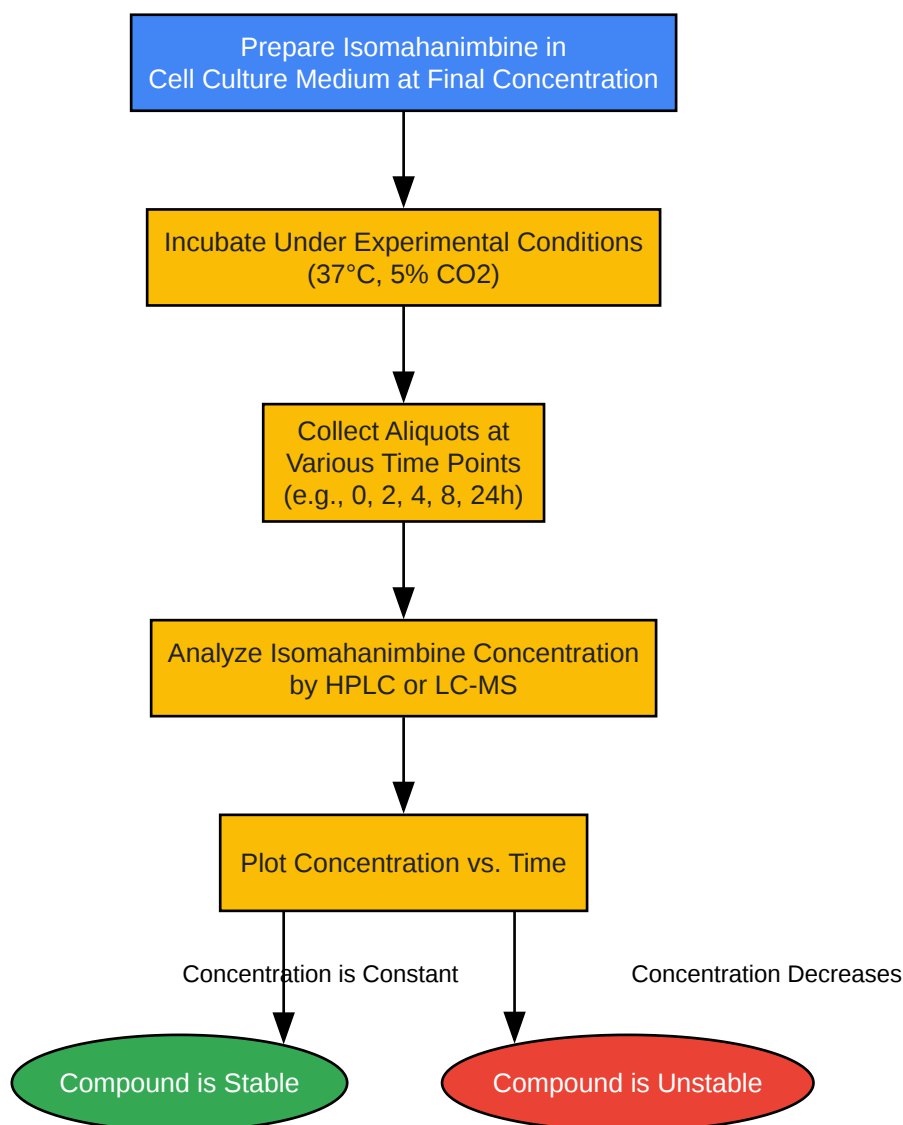 Prepare Isomahanimbine in
Cell Culture Medium at Final Concentration
Incubate Under Experimental Conditions
(37°C, 5% CO2)
Collect Aliquots at
Various Time Points
(e.g., 0, 2, 4, 8, 24h)
Analyze Isomahanimbine Concentration
by HPLC or LC-MS
Plot Concentration vs. Time
Concentration is Constant
Concentration Decreases
Compound is Stable
Compound is Unstable